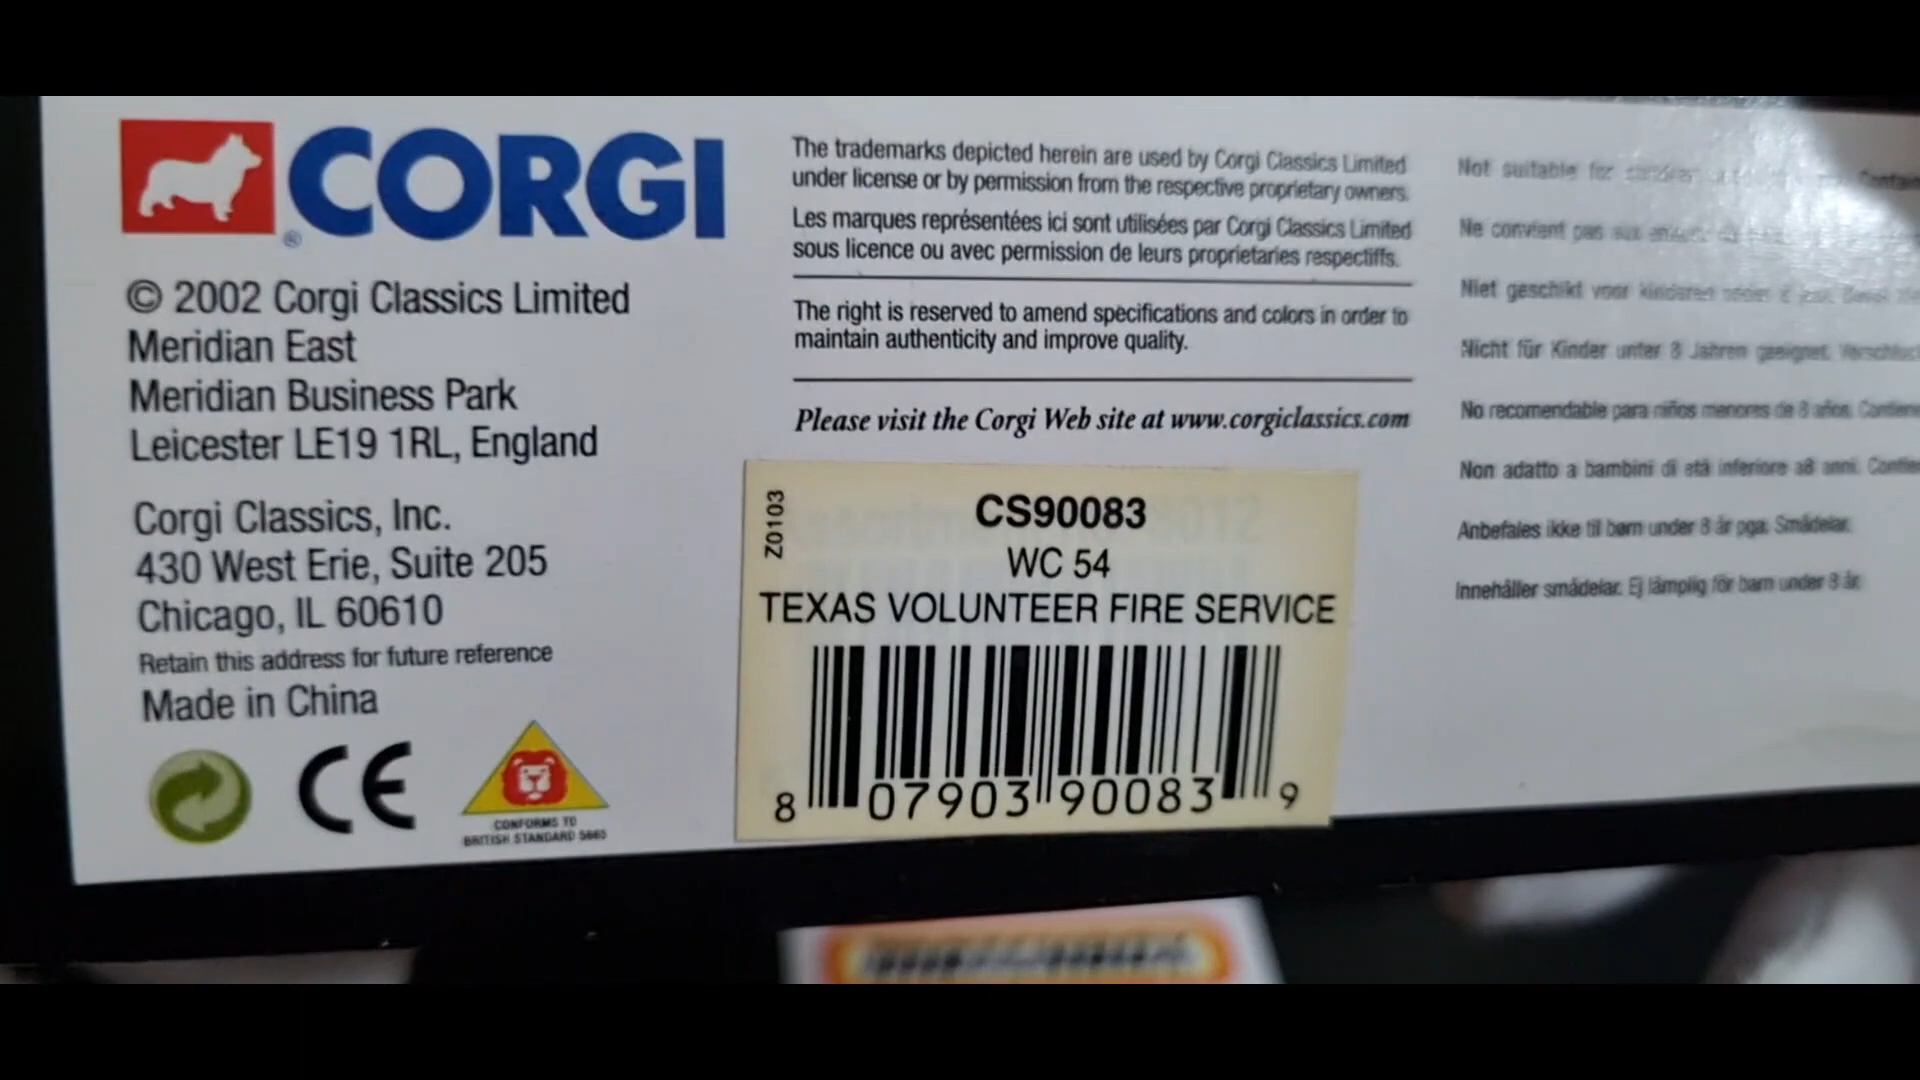 CORGI
®
© 2002 Corgi Classics Limited
Meridian East
Meridian Business Park
Leicester LE19 1RL, England
Corgi Classics, Inc.
430 West Erie, Suite 205
Chicago, IL 60610
Retain this address for future reference
Made in China
CE
CONFORMS TO
BRITISH STANDARD 5665
The trademarks depicted herein are used by Corgi Classics Limited
under license or by permission from the respective proprietary owners.
Les marques représentées ici sont utilisées par Corgi Classics Limited
sous licence ou avec permission de leurs proprietaries respectiffs.
The right is reserved to amend specifications and colors in order to
maintain authenticity and improve quality.
Please visit the Corgi Web site at www.corgiclassics.com
Z0103
CS90083
WC 54
TEXAS VOLUNTEER FIRE SERVICE
8 07903 90083 9
Not suitable for
Ne convient pas aux
Niet geschikt voor kinderen
Nicht für Kinder unter 3 Jahren geeignet.
No recomendable para niños menores de 3 años.
Non adatto a bambini di età inferiore a3 anni.
Anbefales ikke til børn under 3 år pga. Smådelar.
Innehåller smådelar. Ej lämplig för barn under 3 år.